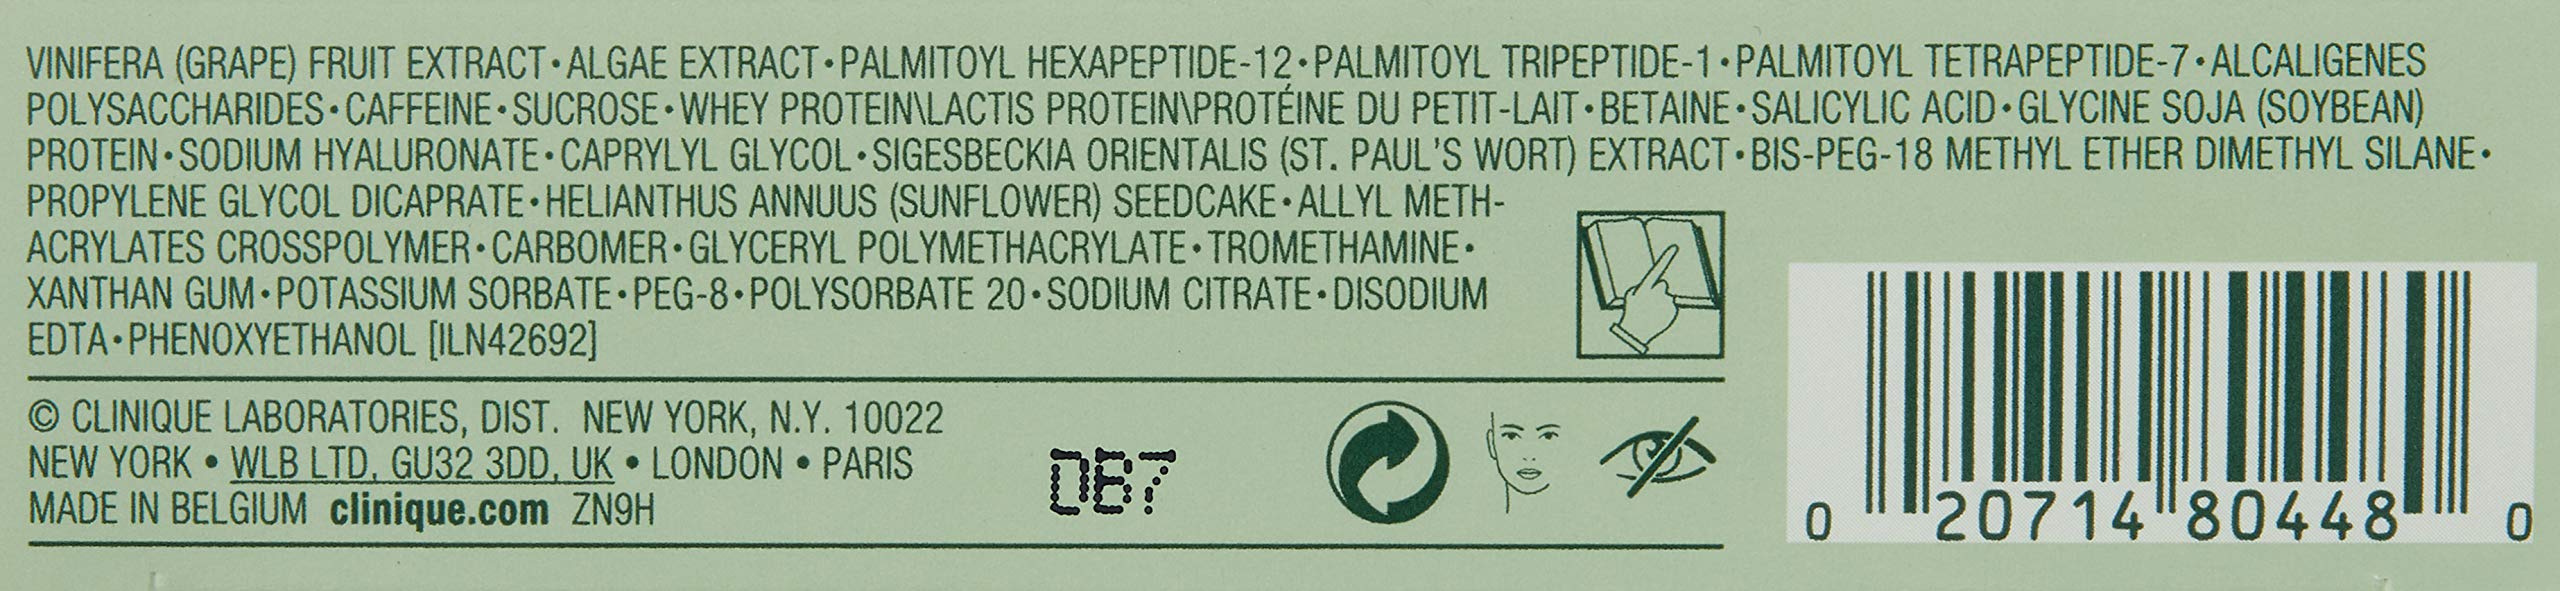 VINIFERA (GRAPE) FRUIT EXTRACT•ALGAE EXTRACT•PALMITOYL HEXAPEPTIDE-12•PALMITOYL TRIPEPTIDE-1•PALMITOYL TETRAPEPTIDE-7•ALCALIGENES
POLYSACCHARIDES•CAFFEINE•SUCROSE•WHEY PROTEIN\LACTIS PROTEIN\PROTÉINE DU PETIT-LAIT•BETAINE•SALICYLIC ACID•GLYCINE SOJA (SOYBEAN)
PROTEIN•SODIUM HYALURONATE•CAPRYLYL GLYCOL•SIGESBECKIA ORIENTALIS (ST. PAUL'S WORT) EXTRACT•BIS-PEG-18 METHYL ETHER DIMETHYL SILANE•
PROPYLENE GLYCOL DICAPRATE•HELIANTHUS ANNUUS (SUNFLOWER) SEEDCAKE•ALLYL METH-
ACRYLATES CROSSPOLYMER•CARBOMER•GLYCERYL POLYMETHACRYLATE•TROMETHAMINE•
XANTHAN GUM•POTASSIUM SORBATE•PEG-8•POLYSORBATE 20•SODIUM CITRATE•DISODIUM
EDTA•PHENOXYETHANOL [ILN42692]
© CLINIQUE LABORATORIES, DIST. NEW YORK, N.Y. 10022
NEW YORK • WLB LTD, GU32 3DD, UK • LONDON • PARIS
MADE IN BELGIUM clinique.com ZN9H
DB7
0 20714 80448 0